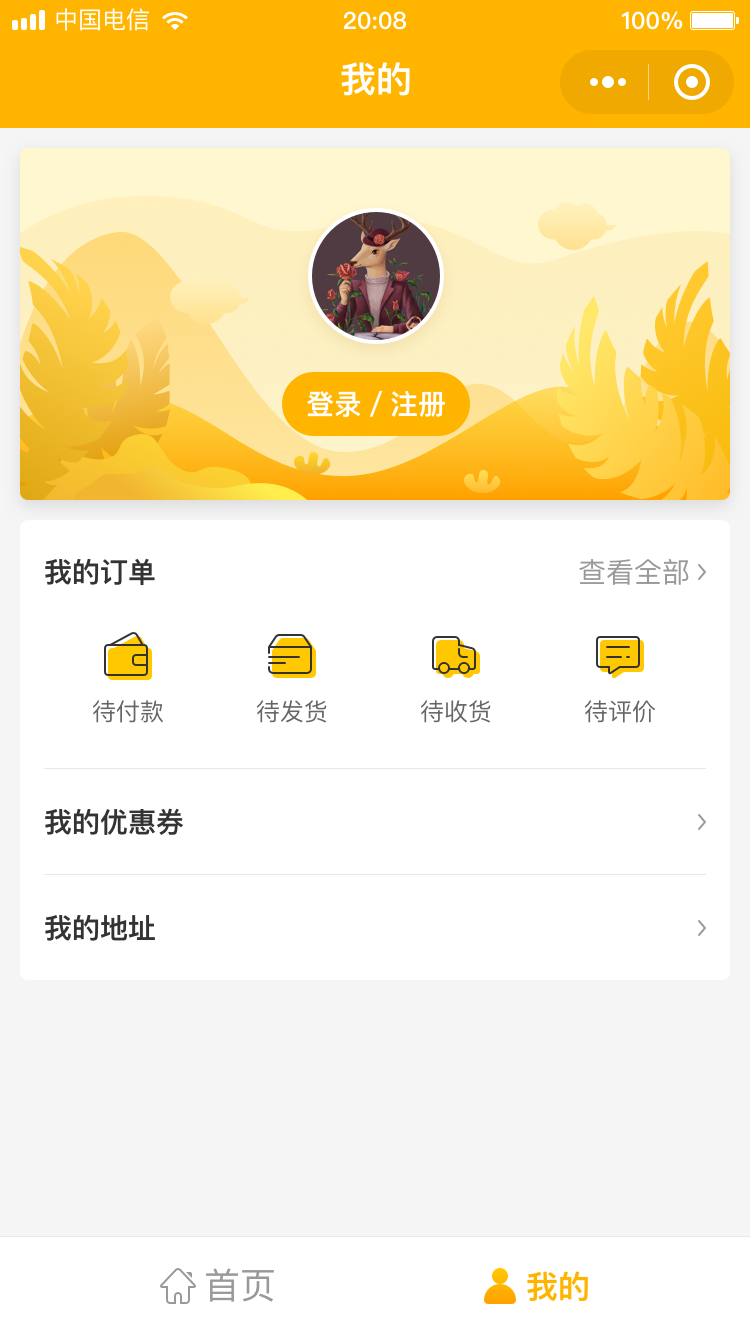 中国电信 20:08 100%
我的
登录 / 注册
我的订单 查看全部
待付款 待发货 待收货 待评价
我的优惠券
我的地址
首页 我的